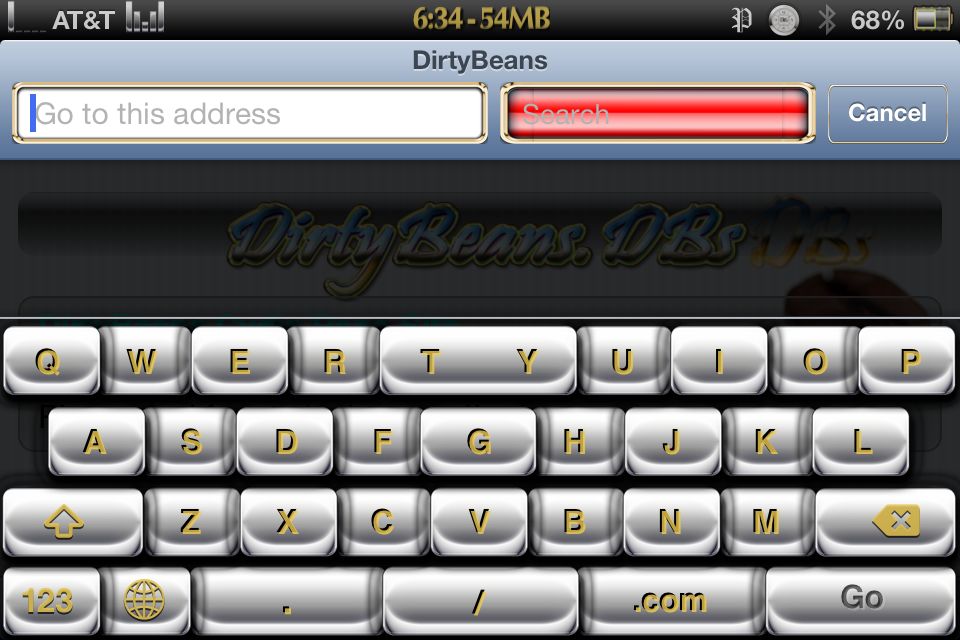 AT&T 6:34 - 54MB 68%
DirtyBeans
Go to this address Search Cancel
DirtyBeans. DBs DBs
Q W E R T Y U I O P
A S D F G H J K L
Z X C V B N M
123 . / .com Go